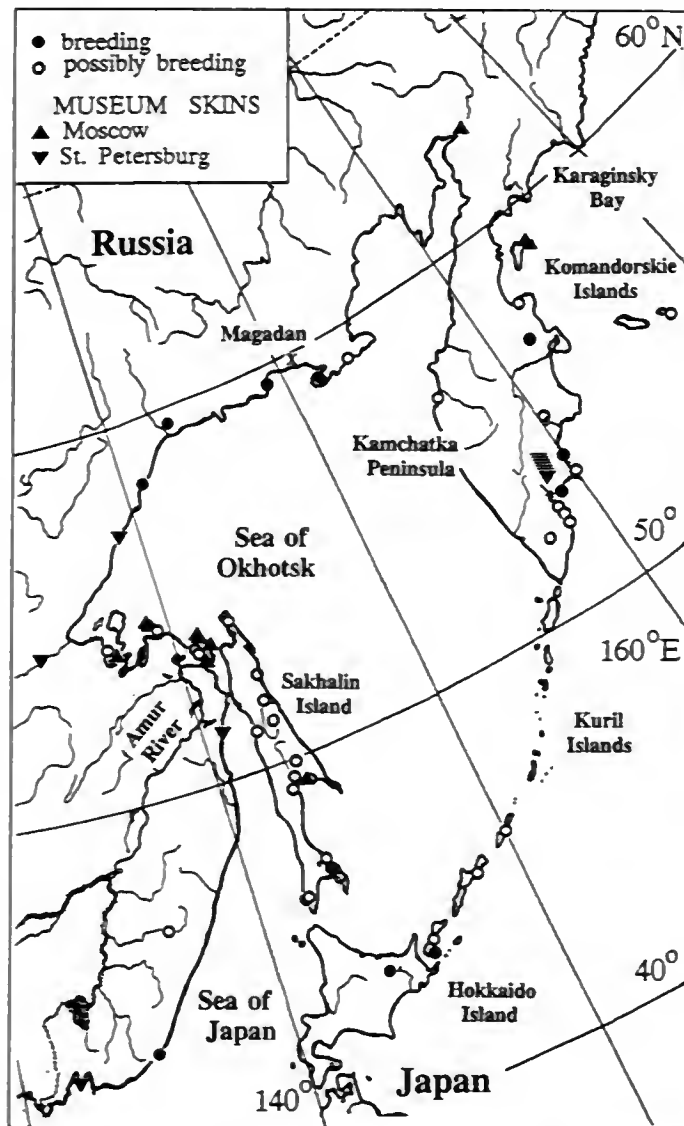 breeding
possibly breeding
MUSEUM SKINS
Moscow
St. Petersburg
60°N
Karaginsky
Bay
Russia
Komandorskie
Islands
Magadan
x
Kamchatka
Peninsula
Sea of
Okhotsk
50°
160°E
Sakhalin
Island
Kuril
Islands
Amur
River
40°
Hokkaido
Island
Sea of
Japan
Japan
140°